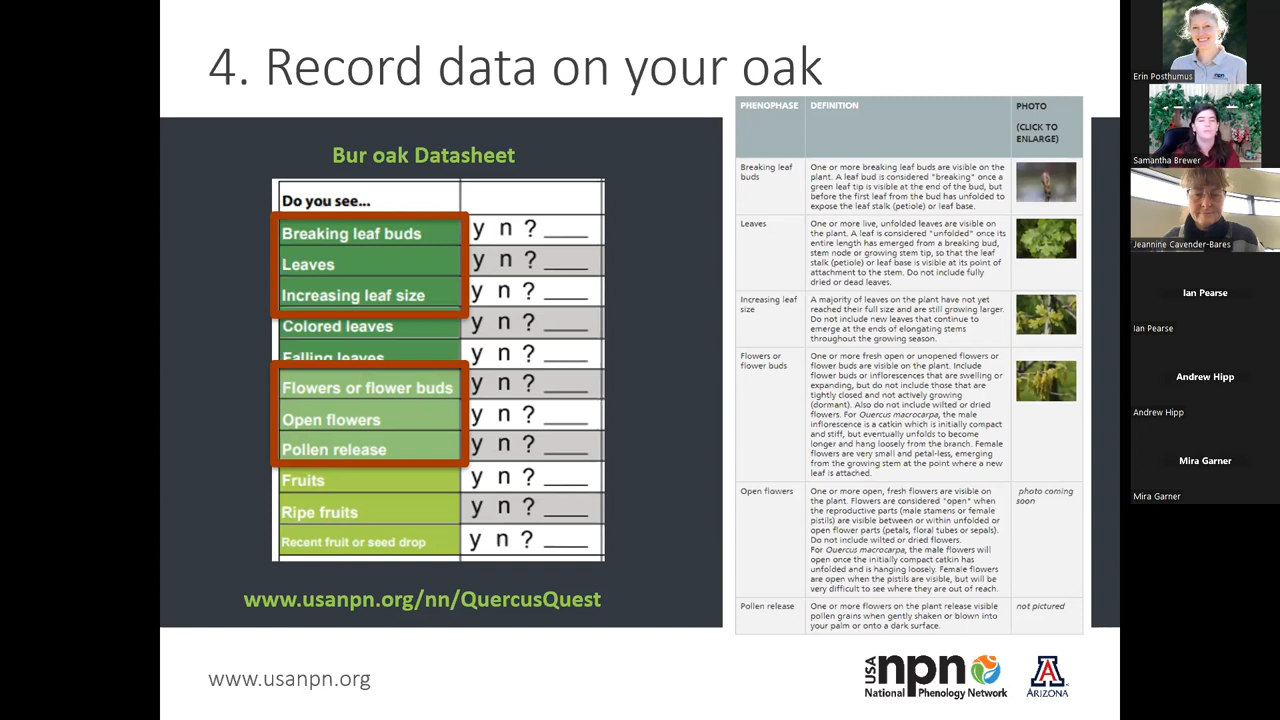 4. Record data on your oak
Bur oak Datasheet
Do you see...
Breaking leaf buds y n ? ____
Leaves y n ? ____
Increasing leaf size y n ? ____
Colored leaves y n ? ____
Falling leaves y n ? ____
Flowers or flower buds y n ? ____
Open flowers y n ? ____
Pollen release y n ? ____
Fruits y n ? ____
Ripe fruits y n ? ____
Recent fruit or seed drop y n ? ____
www.usanpn.org/nn/QuercusQuest
PHENOPHASE DEFINITION PHOTO
(CLICK TO
ENLARGE)
Breaking leaf
buds
One or more breaking leaf buds are visible on the
plant. A leaf bud is considered "breaking" once a
green leaf tip is visible at the end of the bud, but
before the first leaf from the bud has unfolded to
expose the leaf stalk (petiole) or leaf base.
Leaves
One or more live, unfolded leaves are visible on
the plant. A leaf is considered "unfolded" once its
entire length has emerged from a breaking bud,
stem node or growing stem tip, so that the leaf
stalk (petiole) or leaf base is visible at its point of
attachment to the stem. Do not include fully
dried or dead leaves.
Increasing leaf
size
A majority of leaves on the plant have not yet
reached their full size and are still growing larger.
Do not include new leaves that continue to
emerge at the ends of elongating stems
throughout the growing season.
Flowers or
flower buds
One or more fresh open or unopened flowers or
flower buds are visible on the plant. Include
flower buds or inflorescences that are swelling or
expanding, but do not include those that are
tightly closed and not actively growing
(dormant). Also do not include wilted or dried
flowers. For Quercus macrocarpa, the male
inflorescence is a catkin which is initially compact
and stiff, but eventually unfolds to become
longer and hang loosely from the branch. Female
flowers are very small and petal-less, emerging
from the growing stem at the point where a new
leaf is attached.
Open flowers
One or more open, fresh flowers are visible on
the plant. Flowers are considered "open" when
the reproductive parts (male stamens or female
pistils) are visible between or within unfolded or
open flower parts (petals, floral tubes or sepals).
Do not include wilted or dried flowers.
For Quercus macrocarpa, the male flowers will
open once the initially compact catkin has
unfolded and is hanging loosely. Female flowers
are open when the pistils are visible, but will be
very difficult to see where they are out of reach.
photo coming
soon
Pollen release
One or more flowers on the plant release visible
pollen grains when gently shaken or blown into
your palm or onto a dark surface.
not pictured
www.usanpn.org
USA npn
National Phenology Network
A
ARIZONA
npn
Erin Posthumus
Samantha Brewer
Jeannine Cavender-Bares
Ian Pearse
Ian Pearse
Andrew Hipp
Andrew Hipp
Mira Garner
Mira Garner